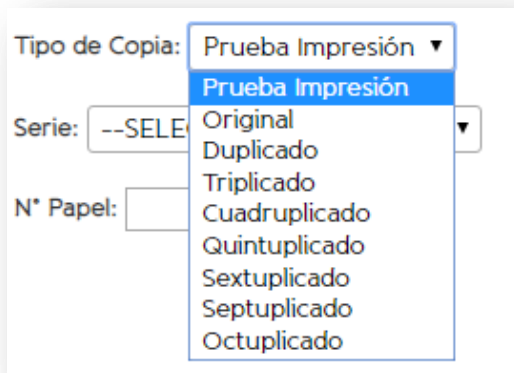 Tipo de Copia: Prueba Impresión ▼
Prueba Impresión
Original
Serie: --SELE ▼
Duplicado
Triplicado
N° Papel: Cuadruplicado
Quintuplicado
Sextuplicado
Septuplicado
Octuplicado